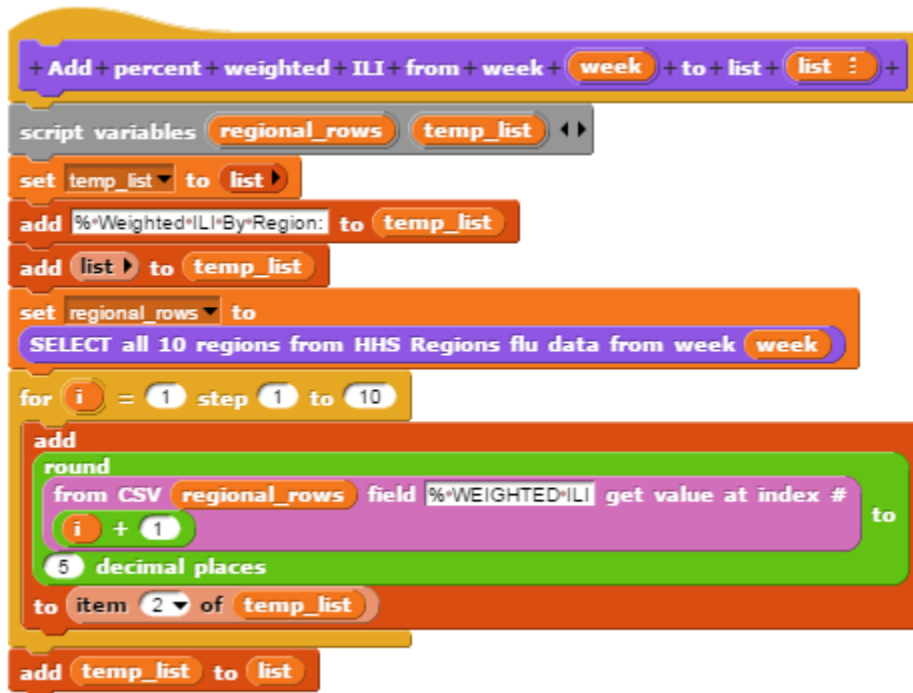 + Add + percent + weighted + ILI + from + week + week + to + list + list ⋮ +
script variables regional_rows temp_list
set temp_list to list
add %•Weighted•ILI•By•Region: to temp_list
add list to temp_list
set regional_rows to
SELECT all 10 regions from HHS Regions flu data from week week
for i = 1 step 1 to 10
add
round
from CSV regional_rows field %•WEIGHTED•ILI get value at index #
i + 1
to
5 decimal places
to item 2 of temp_list
add temp_list to list